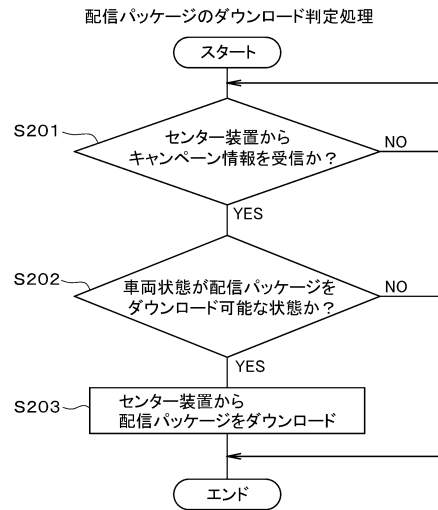 配信パッケージのダウンロード判定処理
スタート
S201
センター装置から
キャンペーン情報を受信か？
NO
YES
S202
車両状態が配信パッケージを
ダウンロード可能な状態か？
NO
YES
S203
センター装置から
配信パッケージをダウンロード
エンド